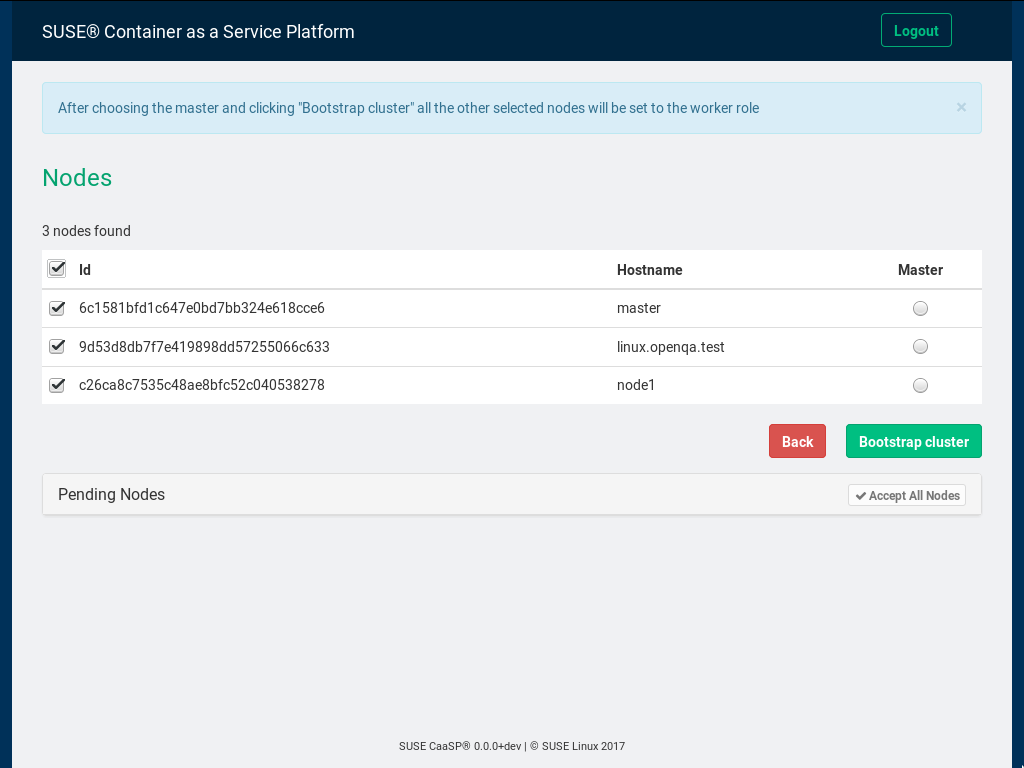 SUSE® Container as a Service Platform
Logout
After choosing the master and clicking "Bootstrap cluster" all the other selected nodes will be set to the worker role ×
Nodes
3 nodes found
Id Hostname Master
6c1581bfd1c647e0bd7bb324e618cce6 master
9d53d8db7f7e419898dd57255066c633 linux.openqa.test
c26ca8c7535c48ae8bfc52c040538278 node1
Back Bootstrap cluster
Pending Nodes Accept All Nodes
SUSE CaaSP® 0.0.0+dev | © SUSE Linux 2017